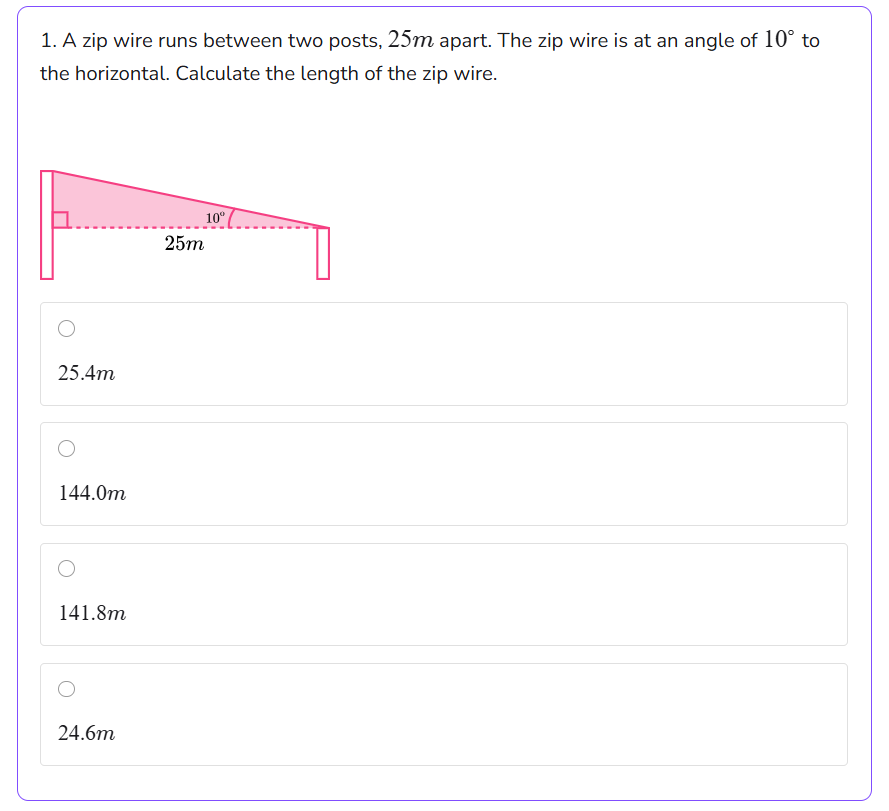 1. A zip wire runs between two posts, 25m apart. The zip wire is at an angle of 10° to
the horizontal. Calculate the length of the zip wire.
10°
25m
25.4m
144.0m
141.8m
24.6m